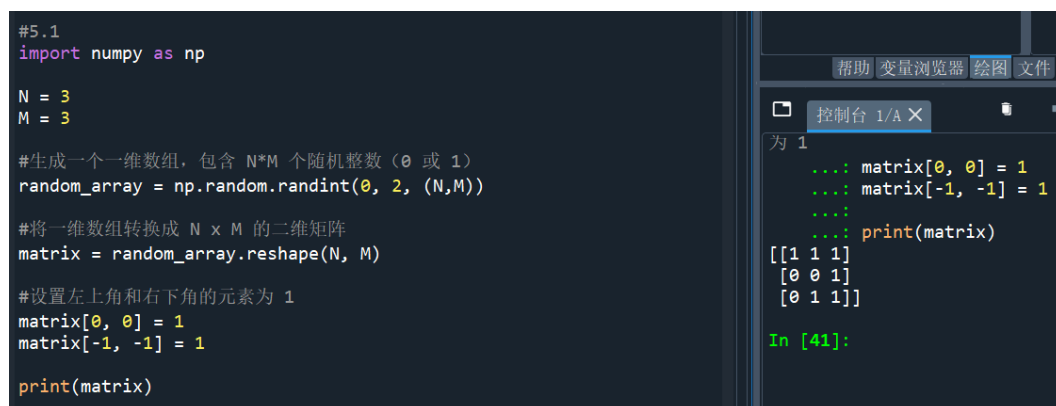 #5.1
import numpy as np
N = 3
M = 3
#生成一个一维数组，包含 N*M 个随机整数（0 或 1）
random_array = np.random.randint(0, 2, (N,M))
#将一维数组转换成 N x M 的二维矩阵
matrix = random_array.reshape(N, M)
#设置左上角和右下角的元素为 1
matrix[0, 0] = 1
matrix[-1, -1] = 1
print(matrix)
帮助 变量浏览器 绘图 文件
控制台 1/A
为 1
...: matrix[0, 0] = 1
...: matrix[-1, -1] = 1
...:
...: print(matrix)
[[1 1 1]
[0 0 1]
[0 1 1]]
In [41]: